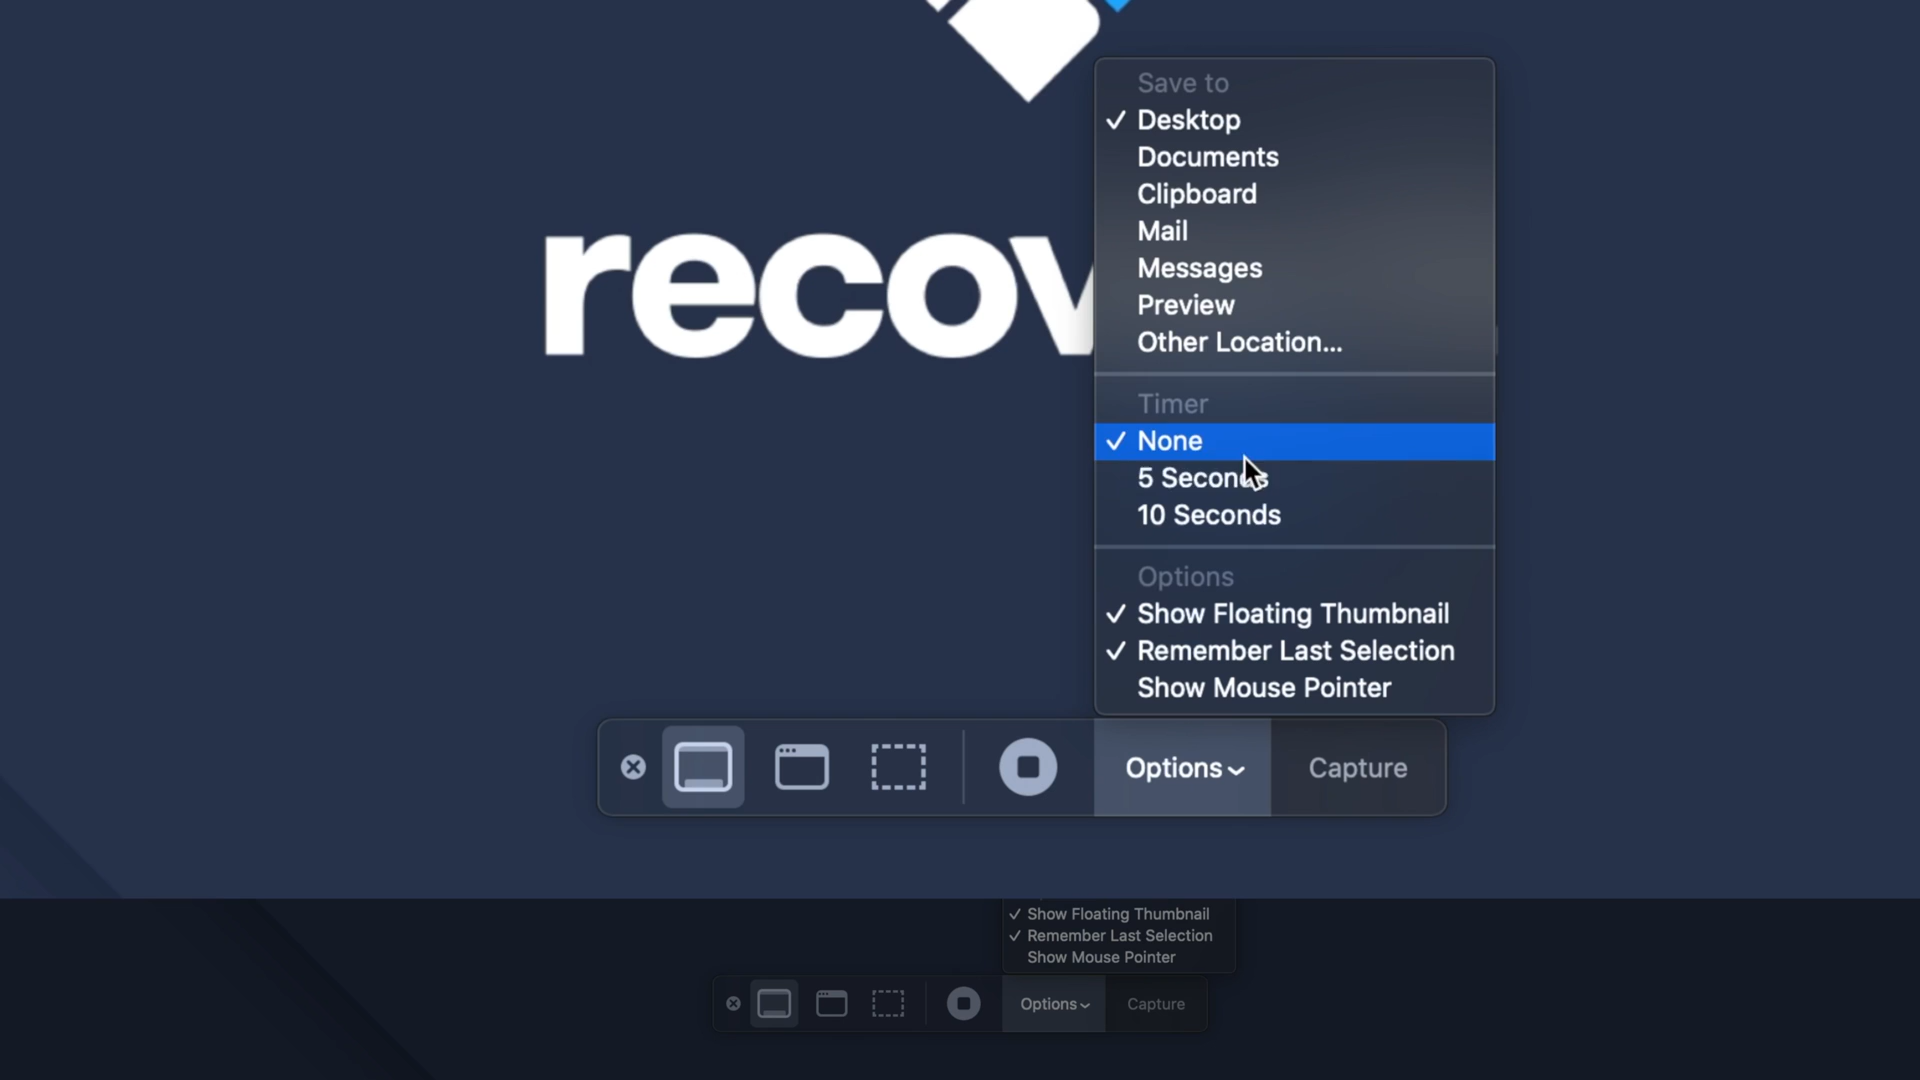 Save to
✓ Desktop
Documents
Clipboard
Mail
Messages
Preview
Other Location...
recov
Timer
✓ None
5 Seconds
10 Seconds
Options
✓ Show Floating Thumbnail
✓ Remember Last Selection
Show Mouse Pointer
Options Capture
✓ Show Floating Thumbnail
✓ Remember Last Selection
Show Mouse Pointer
Options Capture